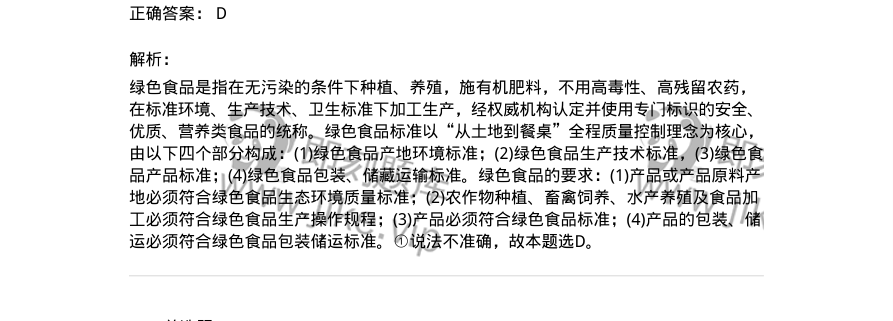 正确答案： D
解析：
绿色食品是指在无污染的条件下种植、养殖，施有机肥料，不用高毒性、高残留农药，
在标准环境、生产技术、卫生标准下加工生产，经权威机构认定并使用专门标识的安全、
优质、营养类食品的统称。绿色食品标准以“从土地到餐桌”全程质量控制理念为核心，
由以下四个部分构成：(1)绿色食品产地环境标准；(2)绿色食品生产技术标准，(3)绿色食
品产品标准；(4)绿色食品包装、储藏运输标准。绿色食品的要求：(1)产品或产品原料产
地必须符合绿色食品生态环境质量标准；(2)农作物种植、畜禽饲养、水产养殖及食品加
工必须符合绿色食品生产操作规程；(3)产品必须符合绿色食品标准；(4)产品的包装、储
运必须符合绿色食品包装储运标准。①说法不准确，故本题选D。